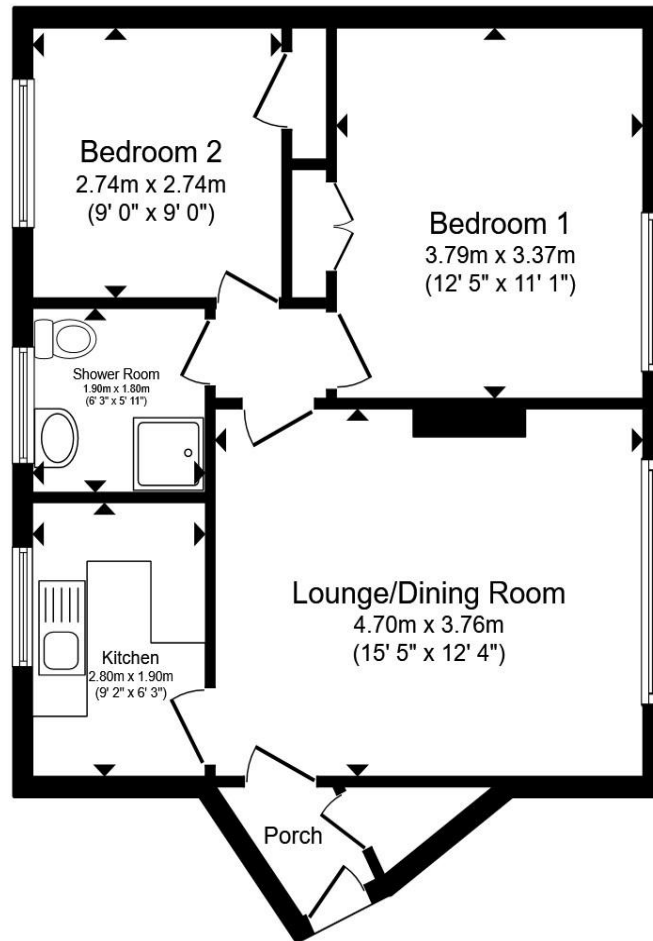 Bedroom 2
2.74m x 2.74m
(9' 0" x 9' 0")
Bedroom 1
3.79m x 3.37m
(12' 5" x 11' 1")
Shower Room
1.90m x 1.80m
(6' 3" x 5' 11")
Lounge/Dining Room
4.70m x 3.76m
(15' 5" x 12' 4")
Kitchen
2.80m x 1.90m
(9' 2" x 6' 3")
Porch